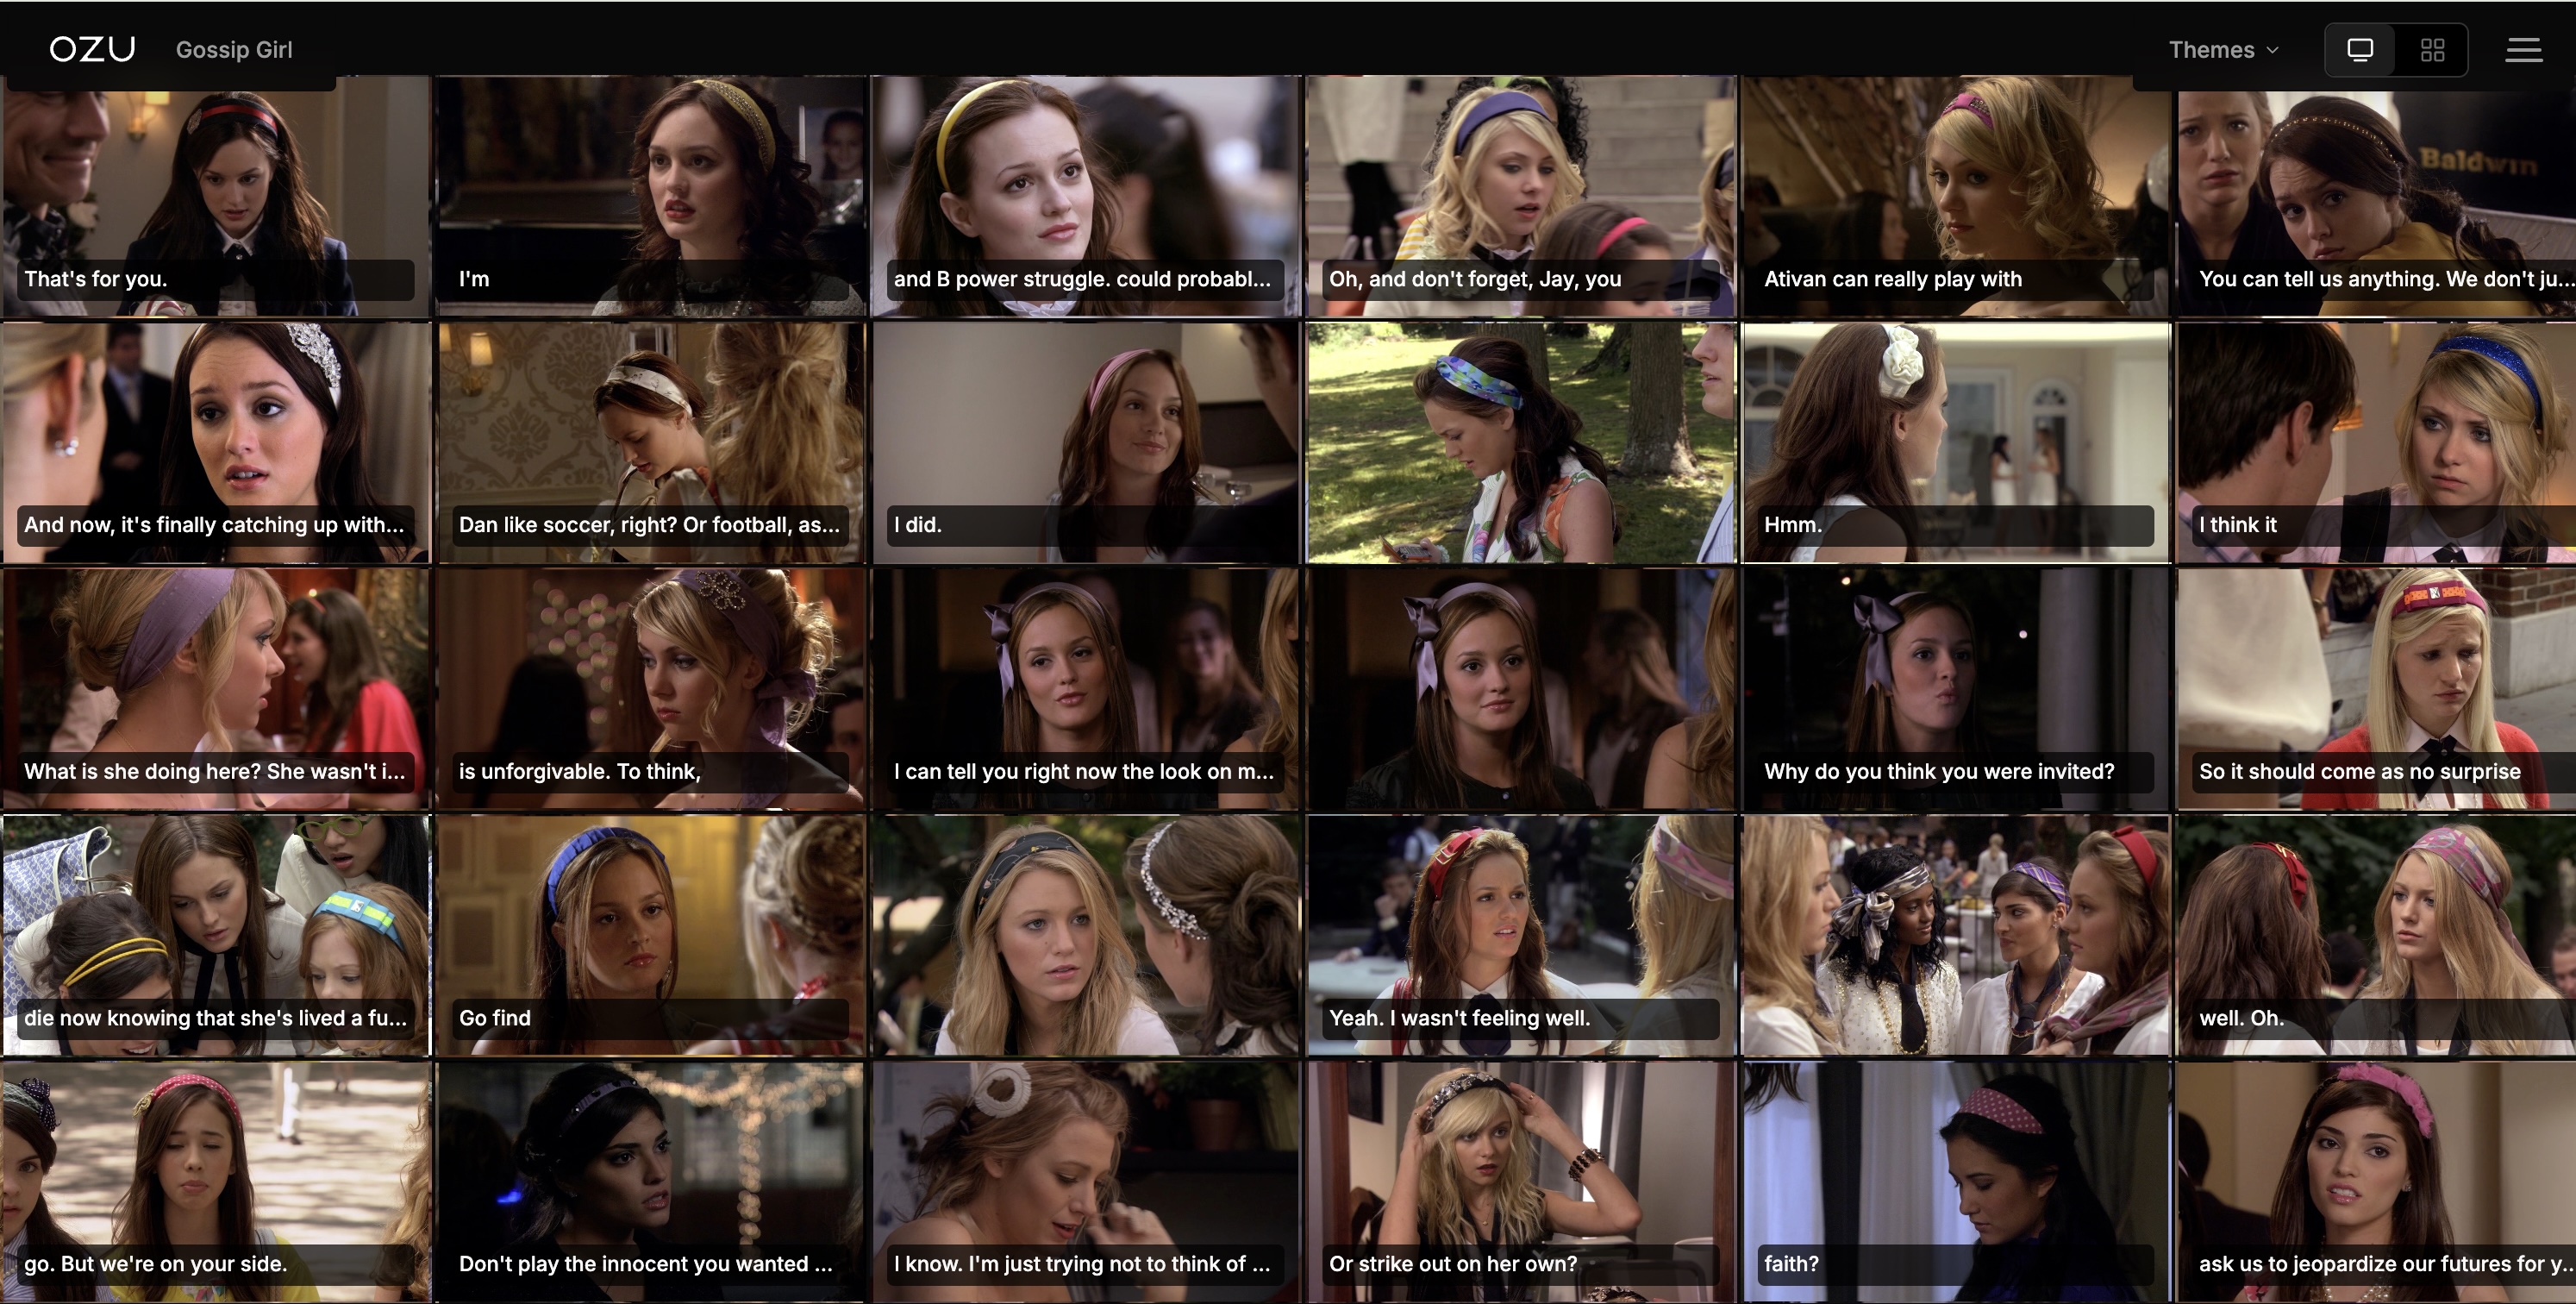 OZU Gossip Girl Themes
Baldwin
That's for you.
I'm
and B power struggle. could probabl...
Oh, and don't forget, Jay, you
Ativan can really play with
You can tell us anything. We don't ju...
And now, it's finally catching up with...
Dan like soccer, right? Or football, as...
I did.
Hmm.
I think it
What is she doing here? She wasn't i...
is unforgivable. To think,
I can tell you right now the look on m...
Why do you think you were invited?
So it should come as no surprise
die now knowing that she's lived a fu...
Go find
Yeah. I wasn't feeling well.
well. Oh.
go. But we're on your side.
Don't play the innocent you wanted ...
I know. I'm just trying not to think of ...
Or strike out on her own?
faith?
ask us to jeopardize our futures for y...